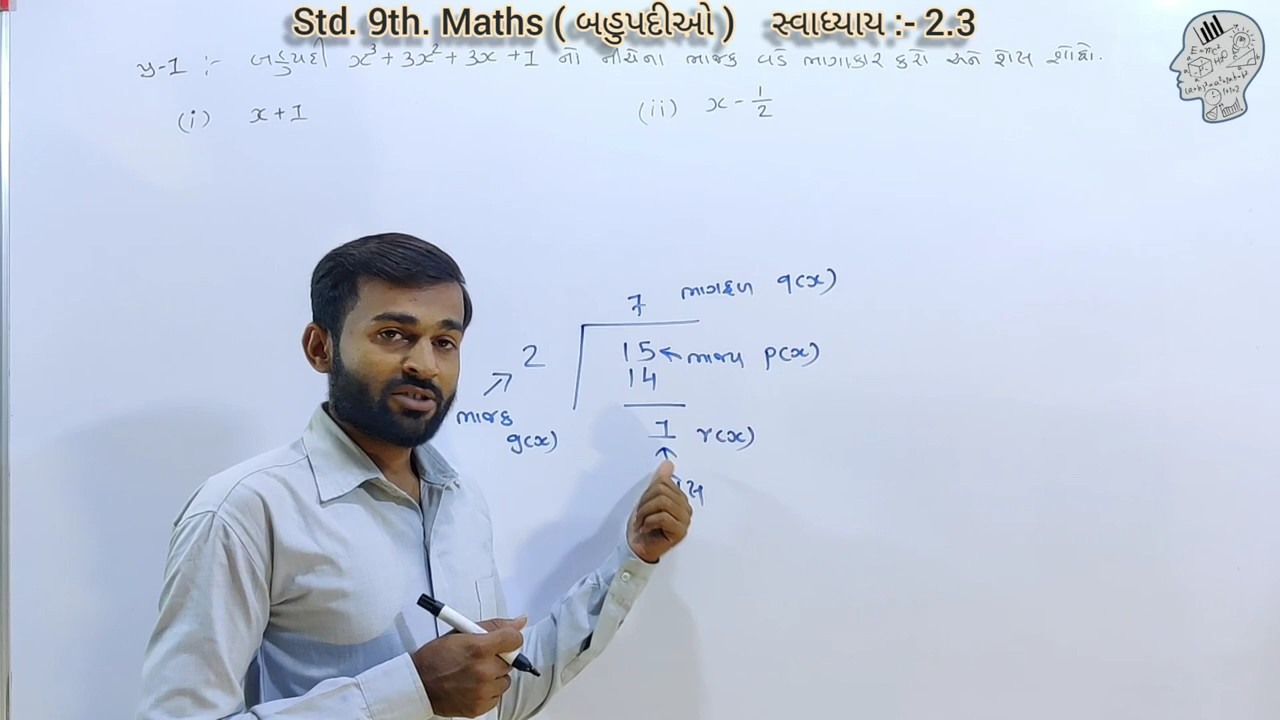 Std. 9th. Maths ( બહુપદીઓ ) સ્વાધ્યાય :- 2.3
પ્ર-1 :- બહુપદી x³ + 3x² + 3x + 1 નો નીચેના ભાજક વડે ભાગાકાર કરો અને શેષ શોધો.
(i) x + 1 (ii) x - 1/2
7 ભાગફળ q(x)
2 15 ← ભાજ્ય p(x)
14
ભાજક
g(x)
1 r(x)